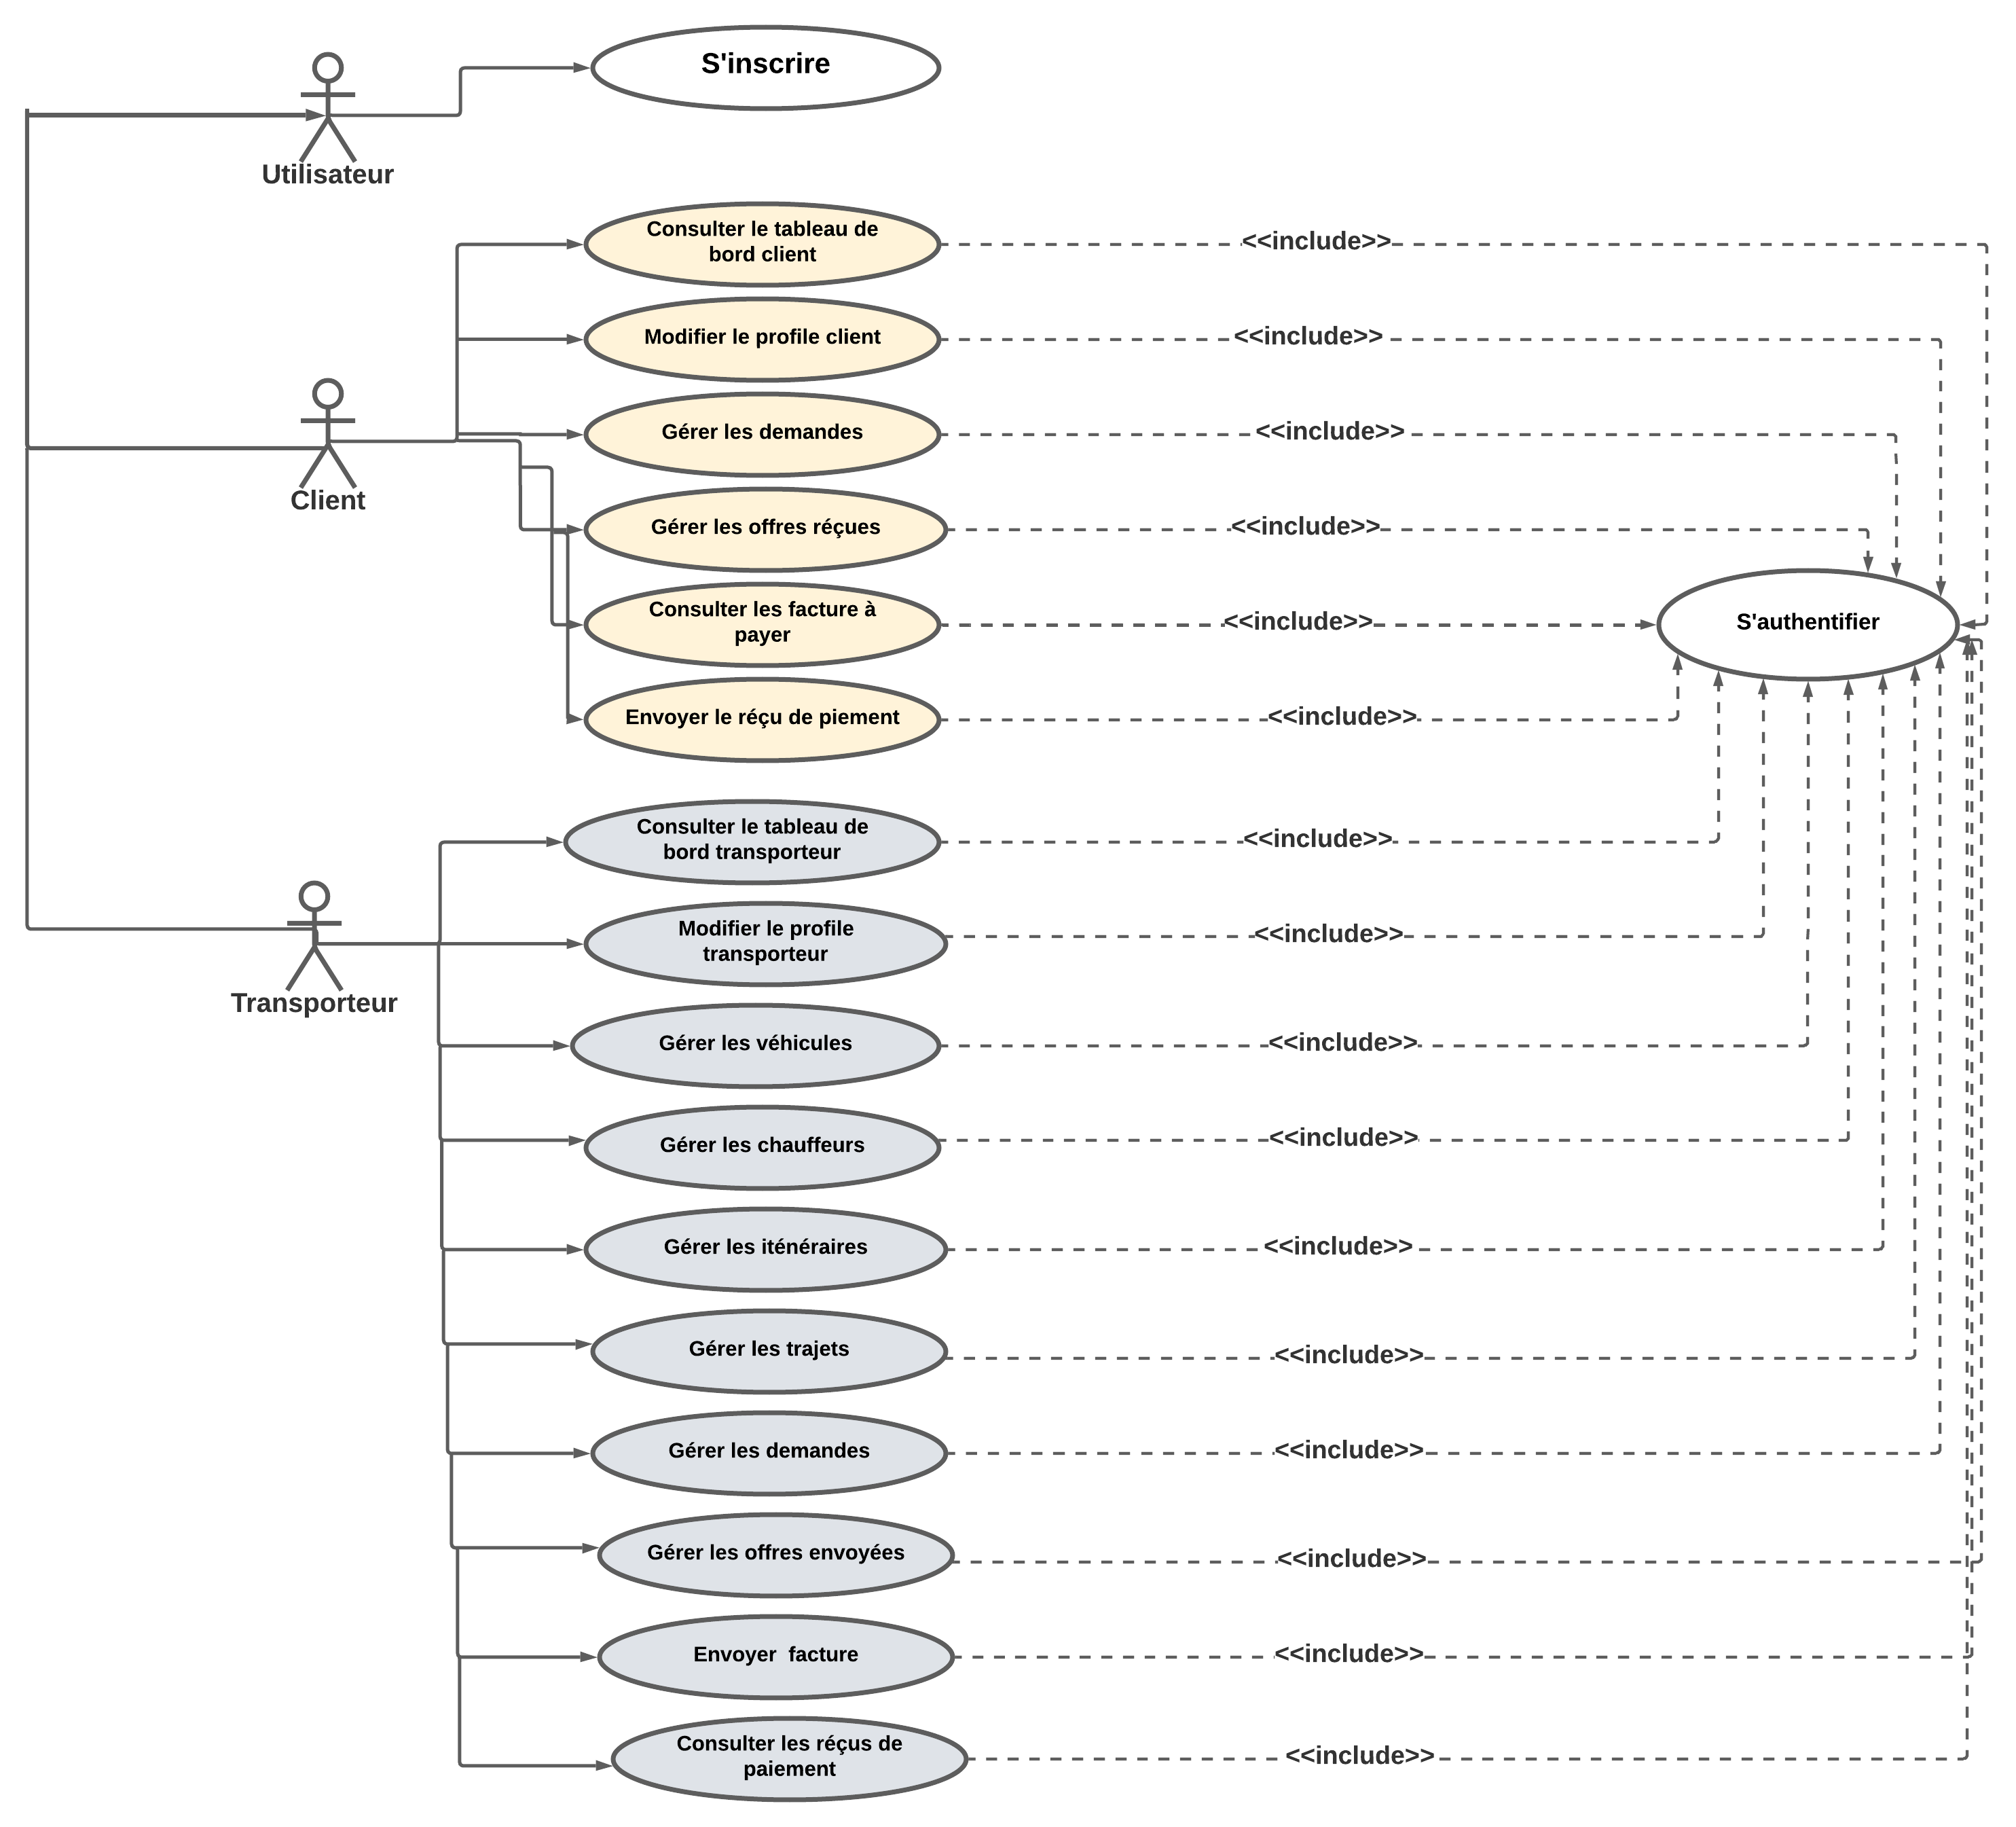 S'inscrire
Utilisateur
Consulter le tableau de
bord client
<<include>>
Modifier le profile client
<<include>>
Gérer les demandes
<<include>>
Client
Gérer les offres réçues
<<include>>
Consulter les facture à
payer
<<include>>
S'authentifier
Envoyer le réçu de piement
<<include>>
Consulter le tableau de
bord transporteur
<<include>>
Transporteur
Modifier le profile
transporteur
<<include>>
Gérer les véhicules
<<include>>
Gérer les chauffeurs
<<include>>
Gérer les iténéraires
<<include>>
Gérer les trajets
<<include>>
Gérer les demandes
<<include>>
Gérer les offres envoyées
<<include>>
Envoyer  facture
<<include>>
Consulter les réçus de
paiement
<<include>>